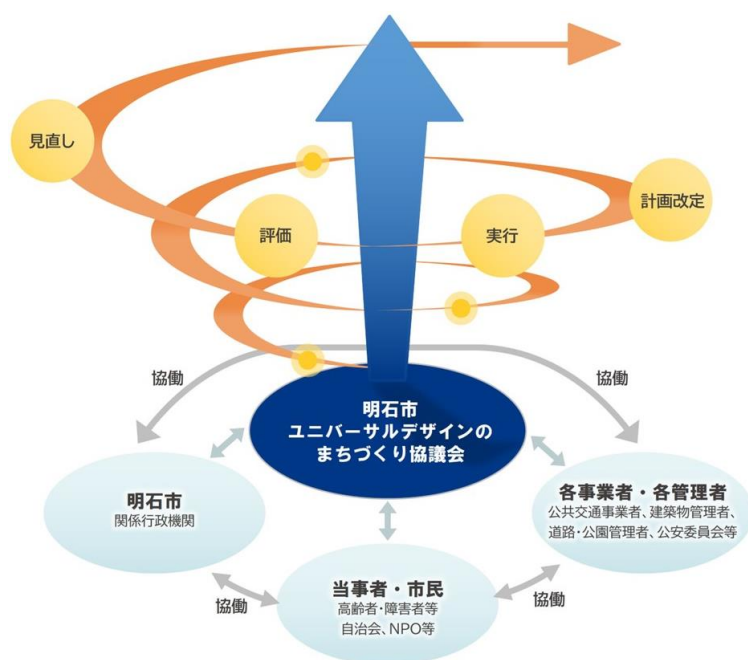 見直し
計画改定
評価
実行
協働
協働
明石市
ユニバーサルデザインの
まちづくり協議会
明石市
関係行政機関
各事業者・各管理者
公共交通事業者、建築物管理者、
道路・公園管理者、公安委員会等
当事者・市民
高齢者・障害者等
自治会、NPO等
協働
協働